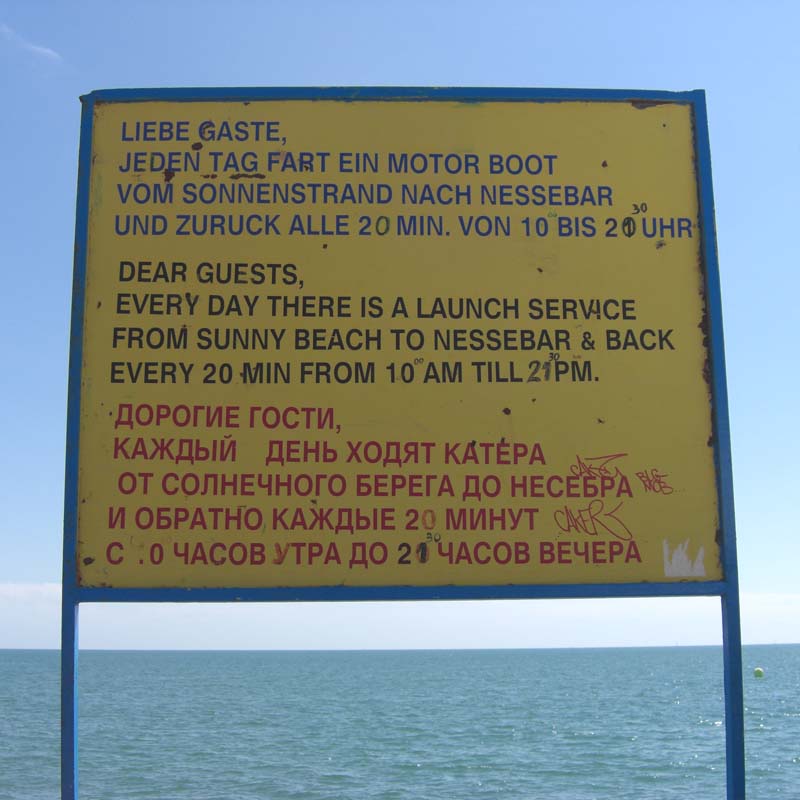 LIEBE GASTE,
JEDEN TAG FART EIN MOTOR BOOT
VOM SONNENSTRAND NACH NESSEBAR
UND ZURUCK ALLE 20 MIN. VON 10⁰⁰ BIS 21³⁰ UHR
DEAR GUESTS,
EVERY DAY THERE IS A LAUNCH SERVICE
FROM SUNNY BEACH TO NESSEBAR & BACK
EVERY 20 MIN FROM 10⁰⁰ AM TILL 21³⁰ PM.
ДОРОГИЕ ГОСТИ,
КАЖДЫЙ ДЕНЬ ХОДЯТ КАТЕРА
ОТ СОЛНЕЧНОГО БЕРЕГА ДО НЕСЕБРА
И ОБРАТНО КАЖДЫЕ 20 МИНУТ
С .0 ЧАСОВ УТРА ДО 21³⁰ ЧАСОВ ВЕЧЕРА